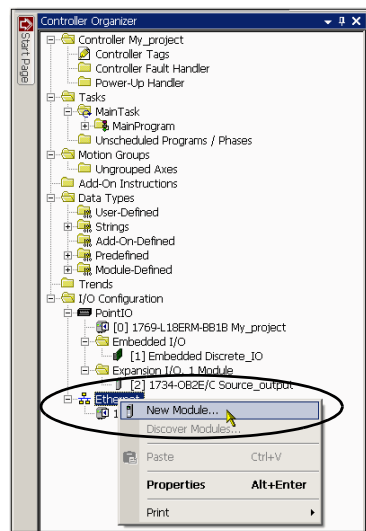 Controller Organizer
Start Page
Controller My_project
Controller Tags
Controller Fault Handler
Power-Up Handler
Tasks
MainTask
MainProgram
Unscheduled Programs / Phases
Motion Groups
Ungrouped Axes
Add-On Instructions
Data Types
User-Defined
Strings
Add-On-Defined
Predefined
Module-Defined
Trends
I/O Configuration
PointIO
[0] 1769-L18ERM-BB1B My_project
Embedded I/O
[1] Embedded Discrete_IO
Expansion I/O, 1 Module
[2] 1734-OB2E/C Source_output
Ethernet
1
New Module...
Discover Modules...
Paste Ctrl+V
Properties Alt+Enter
Print